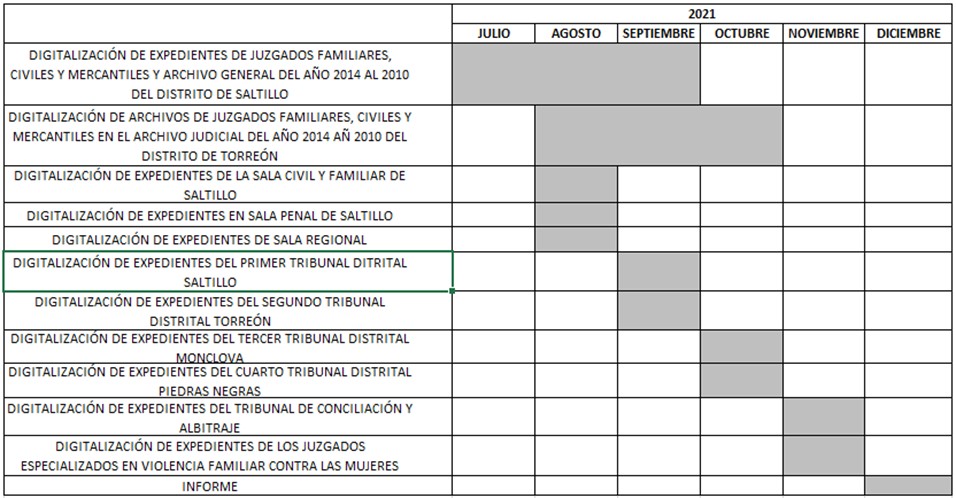 2021
JULIO AGOSTO SEPTIEMBRE OCTUBRE NOVIEMBRE DICIEMBRE
DIGITALIZACIÓN DE EXPEDIENTES DE JUZGADOS FAMILIARES,
CIVILES Y MERCANTILES Y ARCHIVO GENERAL DEL AÑO 2014 AL 2010
DEL DISTRITO DE SALTILLO
DIGITALIZACIÓN DE ARCHIVOS DE JUZGADOS FAMILIARES, CIVILES Y
MERCANTILES EN EL ARCHIVO JUDICIAL DEL AÑO 2014 AÑ 2010 DEL
DISTRITO DE TORREÓN
DIGITALIZACIÓN DE EXPEDIENTES DE LA SALA CIVIL Y FAMILIAR DE
SALTILLO
DIGITALIZACIÓN DE EXPEDIENTES EN SALA PENAL DE SALTILLO
DIGITALIZACIÓN DE EXPEDIENTES DE SALA REGIONAL
DIGITALIZACIÓN DE EXPEDIENTES DEL PRIMER TRIBUNAL DITRITAL
SALTILLO
DIGITALIZACIÓN DE EXPEDIENTES DEL SEGUNDO TRIBUNAL
DISTRITAL TORREÓN
DIGITALIZACIÓN DE EXPEDIENTES DEL TERCER TRIBUNAL DISTRITAL
MONCLOVA
DIGITALIZACIÓN DE EXPEDIENTES DEL CUARTO TRIBUNAL DISTRITAL
PIEDRAS NEGRAS
DIGITALIZACIÓN DE EXPEDIENTES DEL TRIBUNAL DE CONCILIACIÓN Y
ALBITRAJE
DIGITALIZACIÓN DE EXPEDIENTES DE LOS JUZGADOS
ESPECIALIZADOS EN VIOLENCIA FAMILIAR CONTRA LAS MUJERES
INFORME